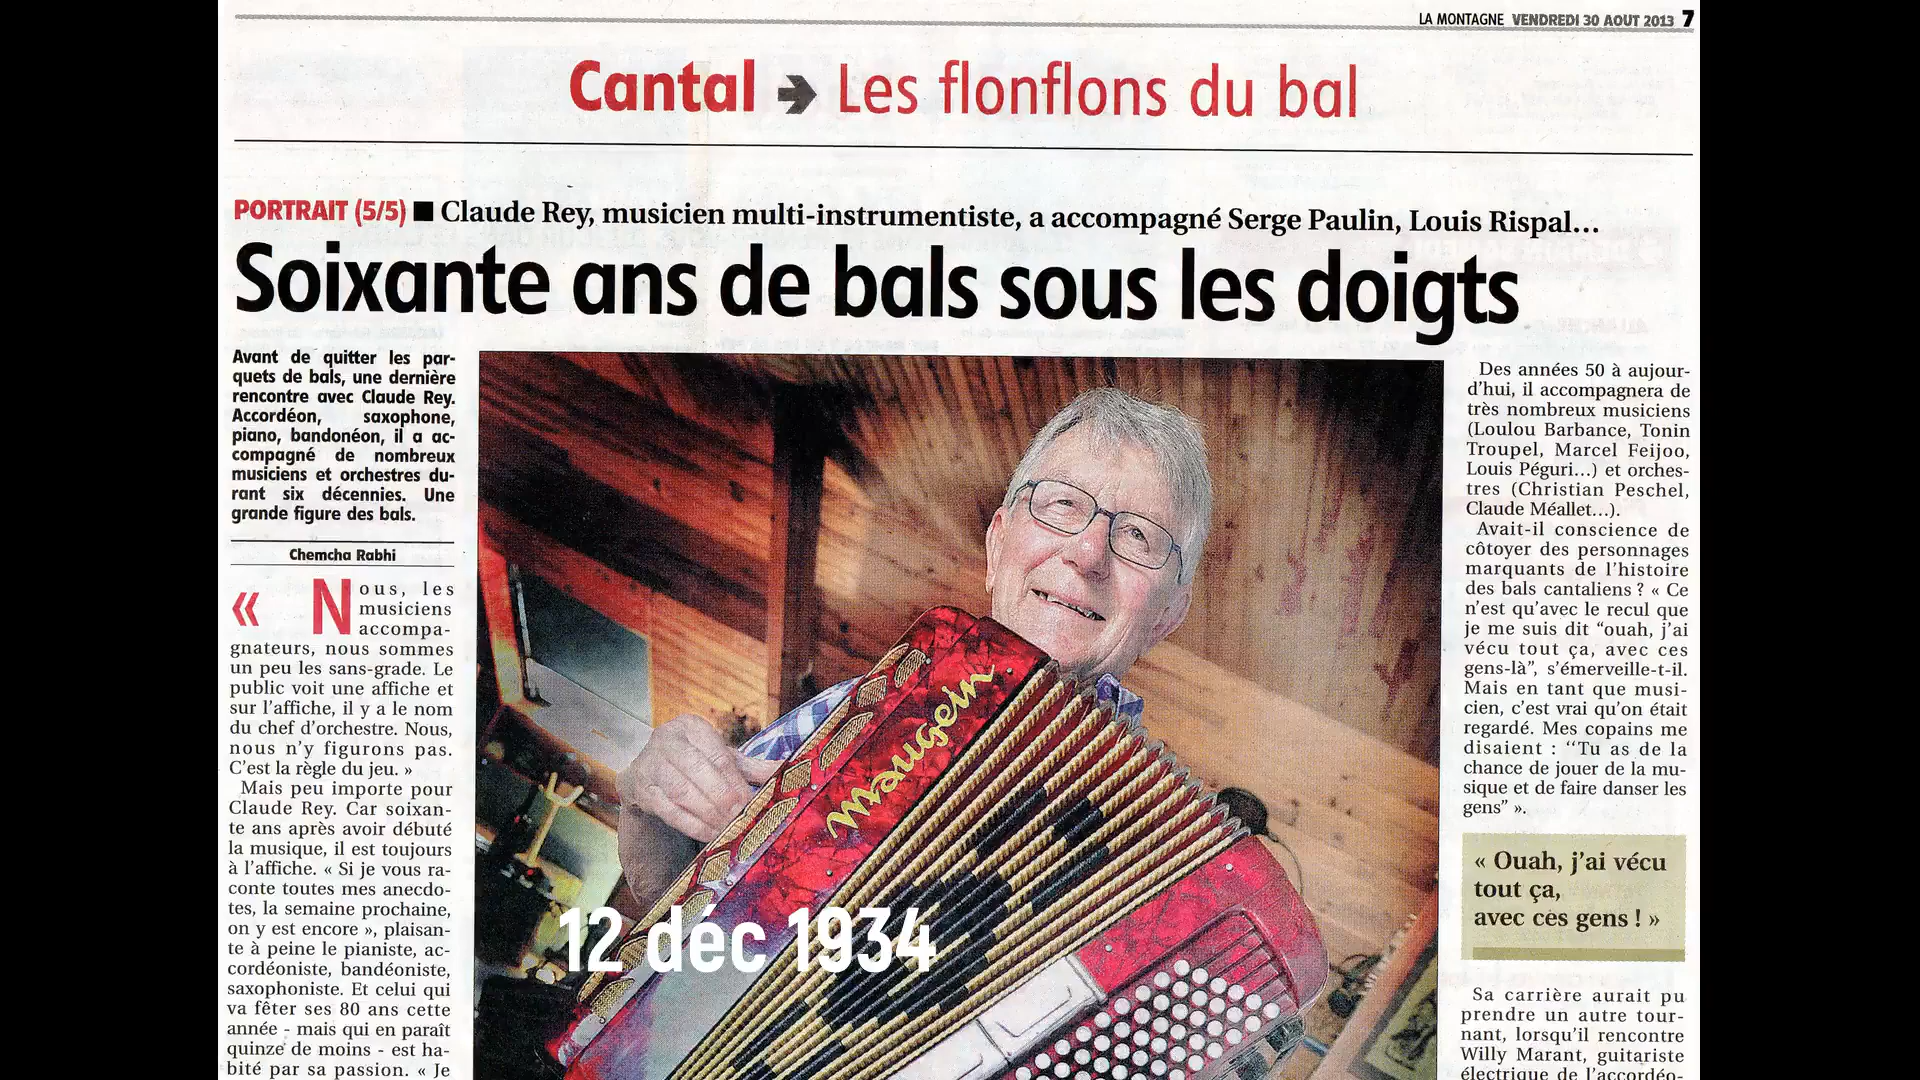 LA MONTAGNE VENDREDI 30 AOUT 2013 7
Cantal → Les flonflons du bal
PORTRAIT (5/5) ■ Claude Rey, musicien multi-instrumentiste, a accompagné Serge Paulin, Louis Rispal…
Soixante ans de bals sous les doigts
Avant de quitter les par-
quets de bals, une dernière
rencontre avec Claude Rey.
Accordéon, saxophone,
piano, bandonéon, il a ac-
compagné de nombreux
musiciens et orchestres du-
rant six décennies. Une
grande figure des bals.
Chemcha Rabhi
« Nous, les
musiciens
accompa-
gnateurs, nous sommes
un peu les sans-grade. Le
public voit une affiche et
sur l'affiche, il y a le nom
du chef d'orchestre. Nous,
nous n'y figurons pas.
C'est la règle du jeu. »
Mais peu importe pour
Claude Rey. Car soixan-
te ans après avoir débuté
la musique, il est toujours
à l'affiche. « Si je vous ra-
conte toutes mes anecdo-
tes, la semaine prochaine,
on y est encore », plaisan-
te à peine le pianiste, ac-
cordéoniste, bandéoniste,
saxophoniste. Et celui qui
va fêter ses 80 ans cette
année - mais qui en paraît
quinze de moins - est ha-
bité par sa passion. « Je
maugein
12 déc 1934
Des années 50 à aujour-
d'hui, il accompagnera de
très nombreux musiciens
(Loulou Barbance, Tonin
Troupel, Marcel Feijoo,
Louis Péguri…) et orches-
tres (Christian Peschel,
Claude Méallet…).
Avait-il conscience de
côtoyer des personnages
marquants de l'histoire
des bals cantaliens ? « Ce
n'est qu'avec le recul que
je me suis dit “ouah, j'ai
vécu tout ça, avec ces
gens-là”, s'émerveille-t-il.
Mais en tant que musi-
cien, c'est vrai qu'on était
regardé. Mes copains me
disaient : ‘‘Tu as de la
chance de jouer de la mu-
sique et de faire danser les
gens” ».
« Ouah, j'ai vécu
tout ça,
avec ces gens ! »
Sa carrière aurait pu
prendre un autre tour-
nant, lorsqu'il rencontre
Willy Marant, guitariste
électrique de l'accordéo-